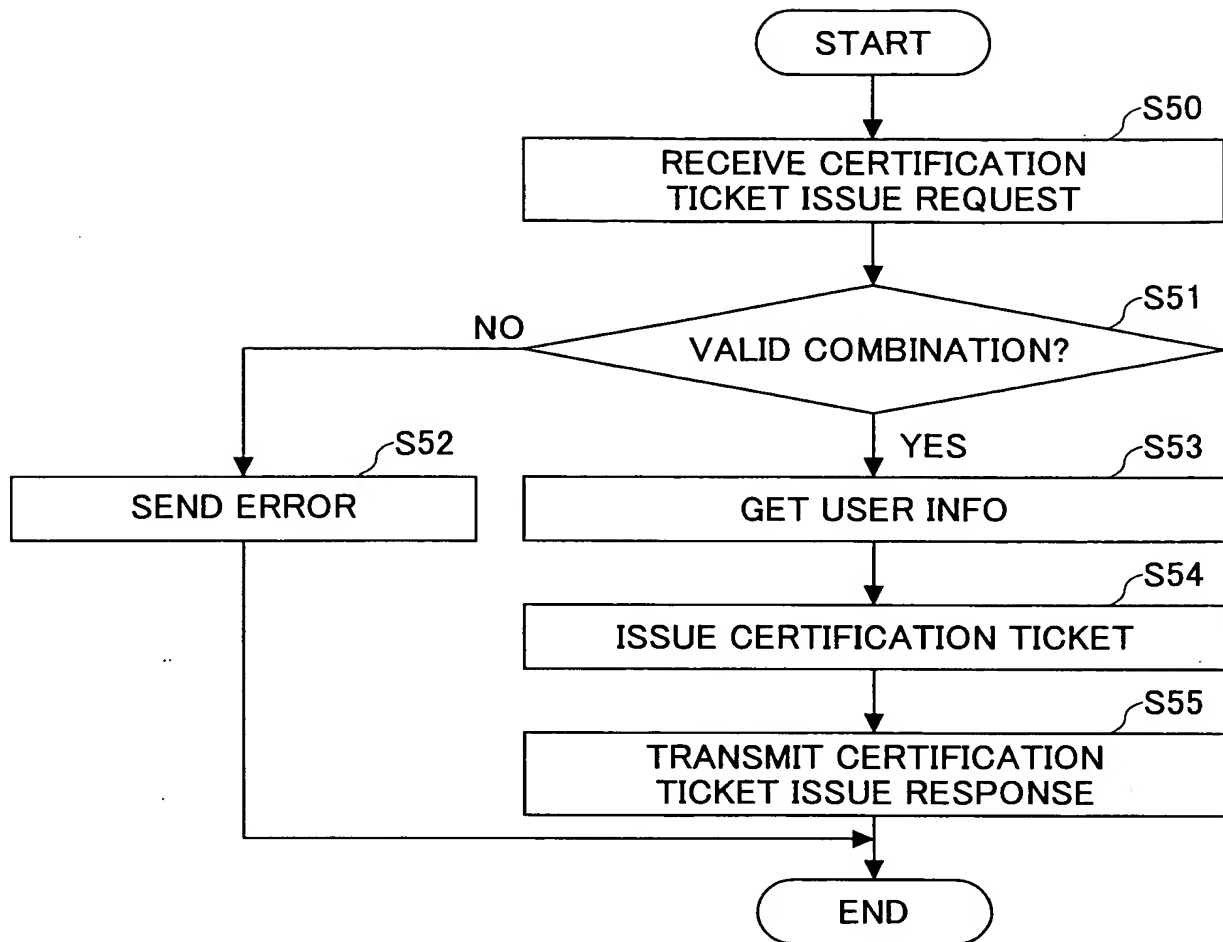 START
S50
RECEIVE CERTIFICATION
TICKET ISSUE REQUEST
S51
NO
VALID COMBINATION?
YES
S52
SEND ERROR
S53
GET USER INFO
S54
ISSUE CERTIFICATION TICKET
S55
TRANSMIT CERTIFICATION
TICKET ISSUE RESPONSE
END